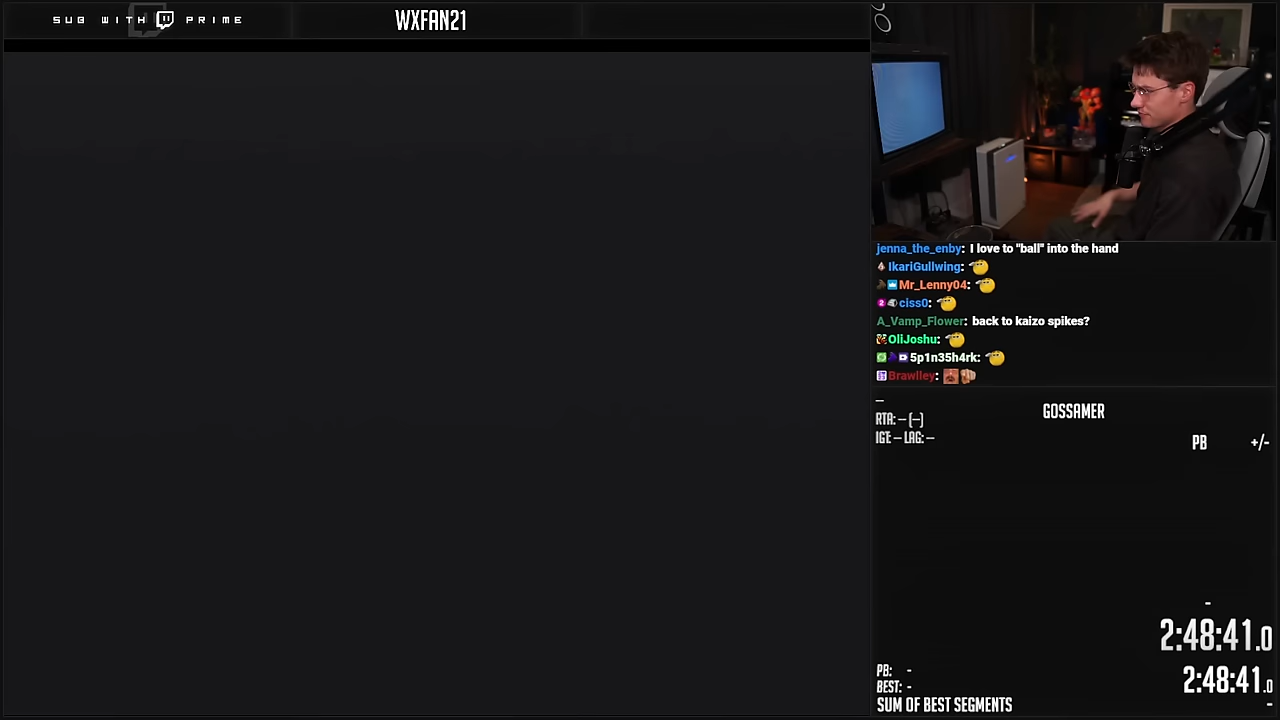 SUB WITH PRIME
WXFAN21
jenna_the_enby: I love to "ball" into the hand
IkariGullwing:
Mr_Lenny04:
ciss0:
A_Vamp_Flower: back to kaizo spikes?
OliJoshu:
5p1n35h4rk:
Brawlley:
–
GOSSAMER
RTA: – (–)
IGT: – LAG: –
PB +/-
-
2:48:41.0
PB: -
2:48:41.0
BEST: -
SUM OF BEST SEGMENTS -